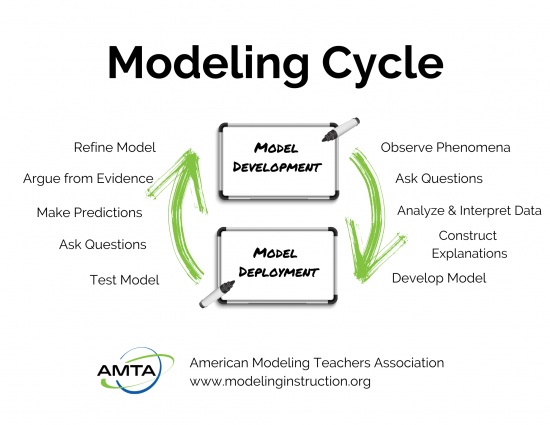 Modeling Cycle
Model
Development
Refine Model
Argue from Evidence
Make Predictions
Ask Questions
Test Model
Observe Phenomena
Ask Questions
Analyze & Interpret Data
Construct
Explanations
Develop Model
Model
Deployment
AMTA
American Modeling Teachers Association
www.modelinginstruction.org